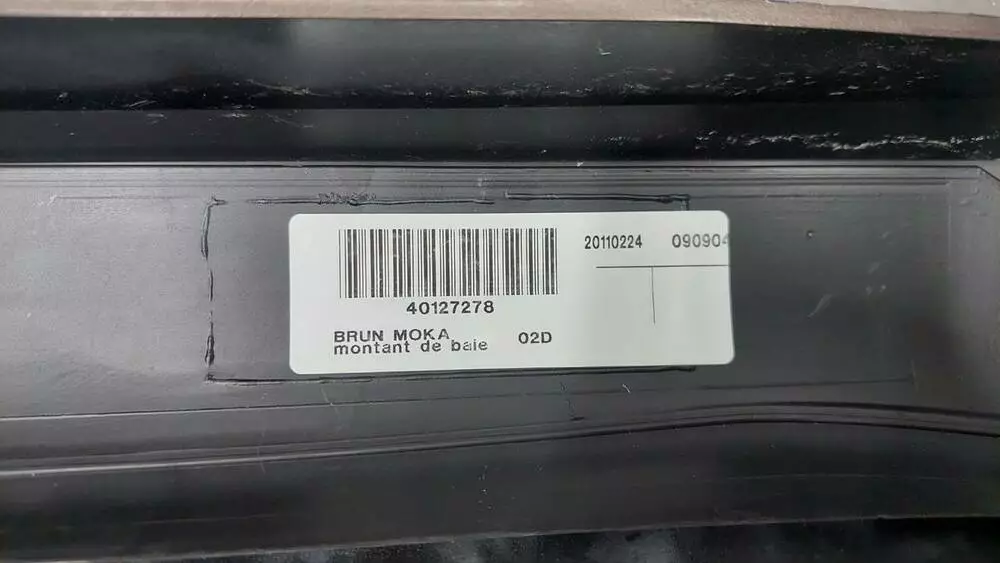 20110224 090904
40127278
BRUN MOKA 02D
montant de baie